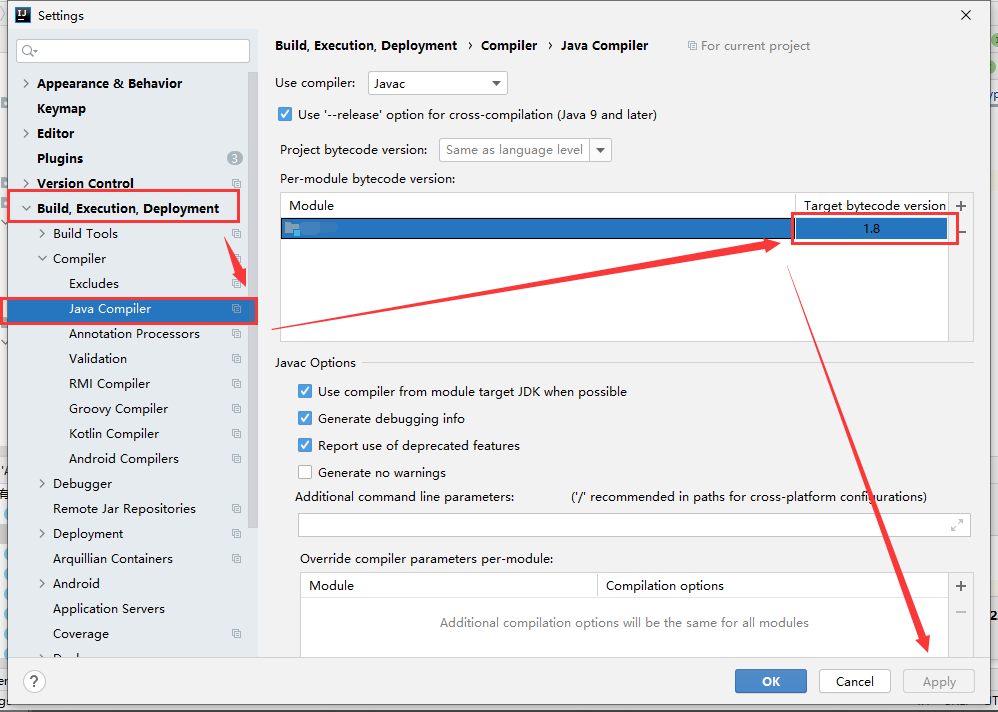 Settings
Build, Execution, Deployment › Compiler › Java Compiler For current project
Appearance & Behavior
Keymap
Editor
Plugins 3
Version Control
Build, Execution, Deployment
Build Tools
Compiler
Excludes
Java Compiler
Annotation Processors
Validation
RMI Compiler
Groovy Compiler
Kotlin Compiler
Android Compilers
Debugger
Remote Jar Repositories
Deployment
Arquillian Containers
Android
Application Servers
Coverage
Use compiler: Javac
Use '--release' option for cross-compilation (Java 9 and later)
Project bytecode version: Same as language level
Per-module bytecode version:
Module Target bytecode version
1.8
Javac Options
Use compiler from module target JDK when possible
Generate debugging info
Report use of deprecated features
Generate no warnings
Additional command line parameters: ('/' recommended in paths for cross-platform configurations)
Override compiler parameters per-module:
Module Compilation options
Additional compilation options will be the same for all modules
? OK Cancel Apply